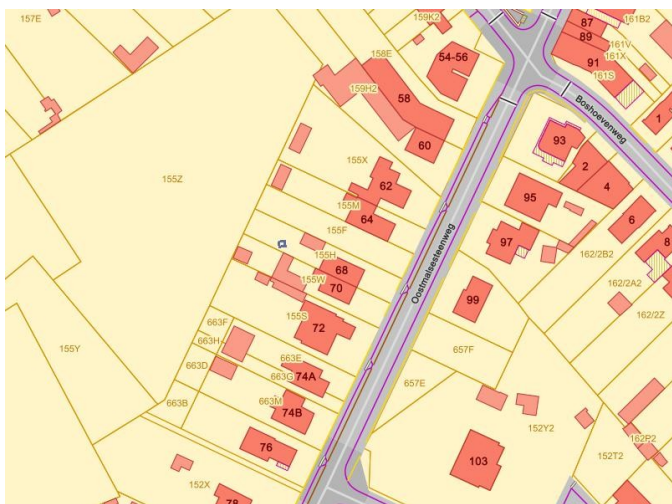 157E
159K2
87
161B2
89
161V
54-56
161X
158E
91
161S
159H2
58
Boshoevenweg
1
60
93
155X
2
155Z
62
4
95
155M
64
6
155F
97
8
162/2B2
155H
68
Oostmalsesteenweg
155W
70
162/2A2
99
155S
663F
72
162/2Z
663H
155Y
657F
663E
663D
663G
74A
657E
663B
663M
74B
152Y2
162P2
76
103
152T2
152X
78